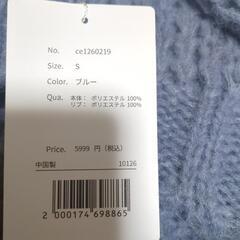 No. ce1260219
Size. S
Color. ブルー
Qua. 本体： ポリエステル 100%
リブ： ポリエステル 100%
Price. 5999 円（税込）
中国製 10126
2 000174 698865